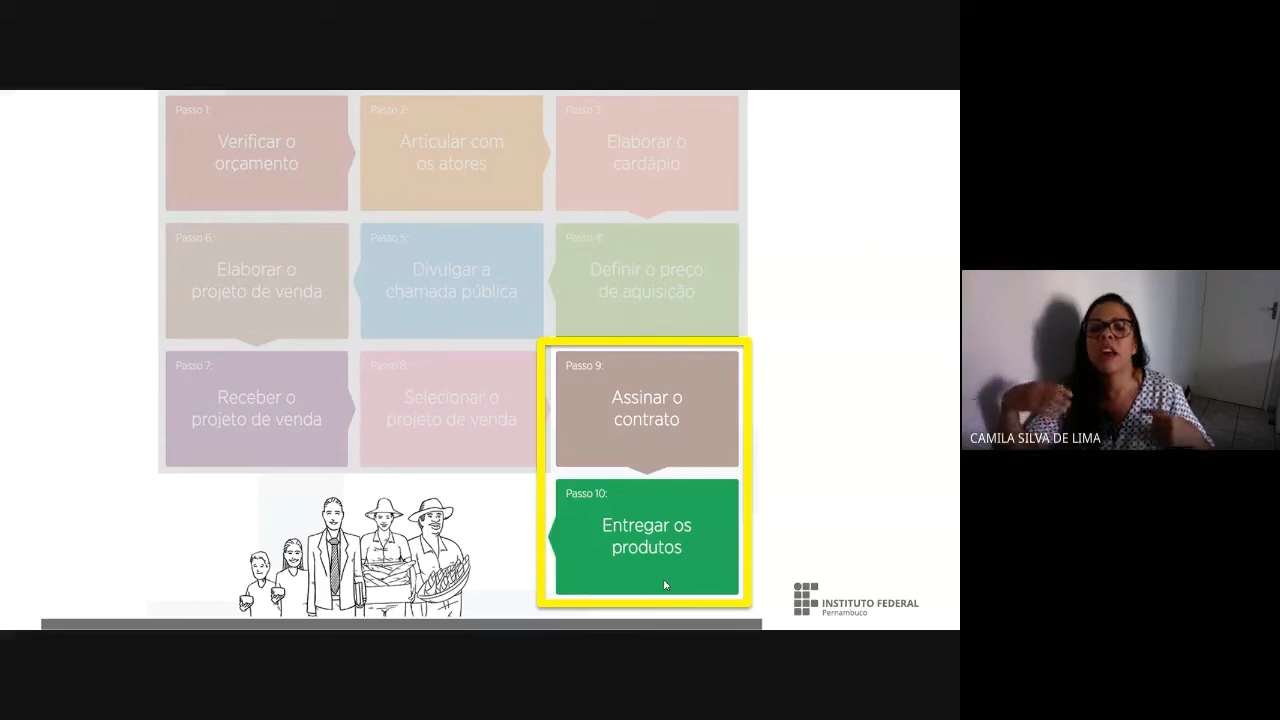 Passo 1:
Verificar o
orçamento
Passo 2:
Articular com
os atores
Passo 3:
Elaborar o
cardápio
Passo 6:
Elaborar o
projeto de venda
Passo 5:
Divulgar a
chamada pública
Passo 4:
Definir o preço
de aquisição
Passo 7:
Receber o
projeto de venda
Passo 8:
Selecionar o
projeto de venda
Passo 9:
Assinar o
contrato
Passo 10:
Entregar os
produtos
INSTITUTO FEDERAL
Pernambuco
CAMILA SILVA DE LIMA